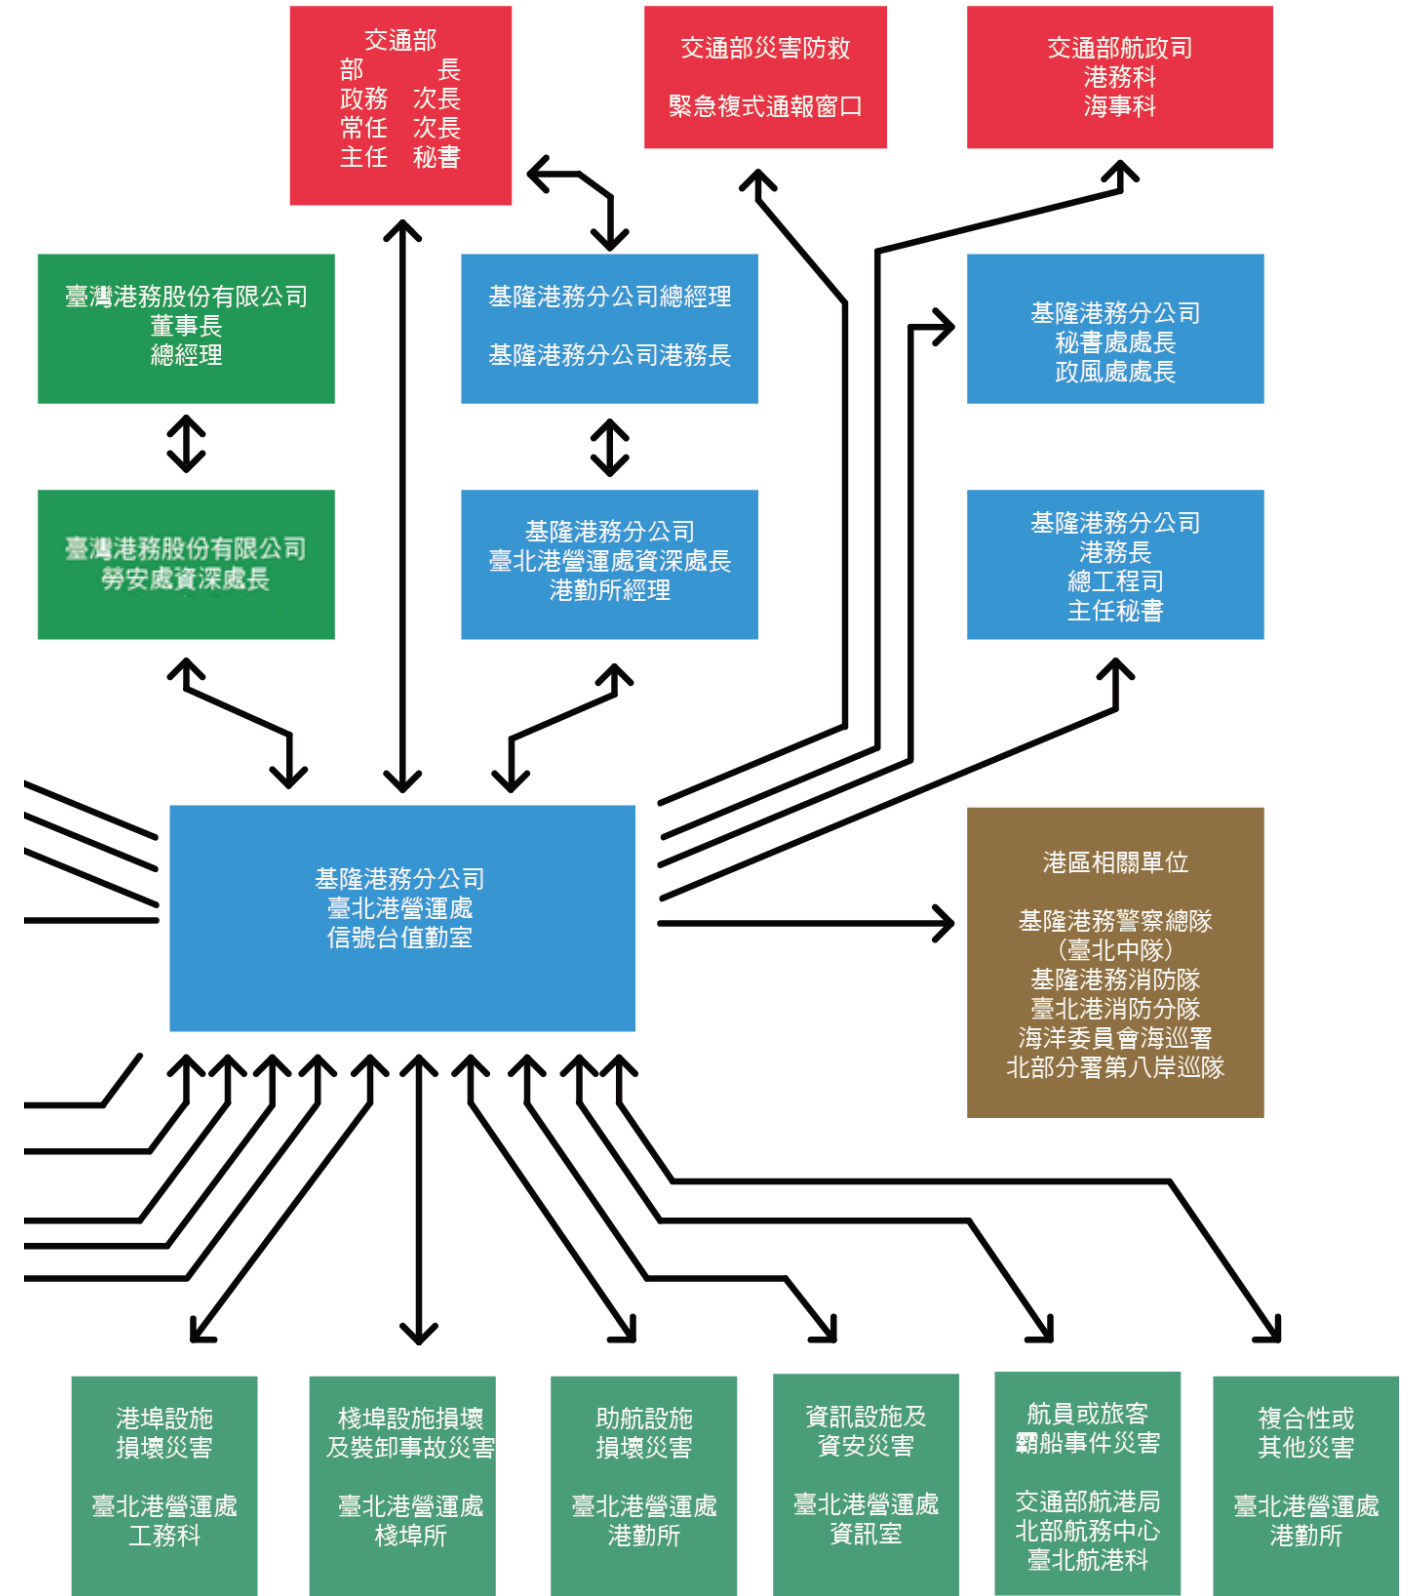 交通部
部　　　長
政務　次長
常任　次長
主任　秘書
交通部災害防救
緊急複式通報窗口
交通部航政司
港務科
海事科
臺灣港務股份有限公司
董事長
總經理
基隆港務分公司總經理
基隆港務分公司港務長
基隆港務分公司
秘書處處長
政風處處長
臺灣港務股份有限公司
勞安處資深處長
基隆港務分公司
臺北港營運處資深處長
港勤所經理
基隆港務分公司
港務長
總工程司
主任秘書
基隆港務分公司
臺北港營運處
信號台值勤室
港區相關單位
基隆港務警察總隊
（臺北中隊）
基隆港務消防隊
臺北港消防分隊
海洋委員會海巡署
北部分署第八岸巡隊
港埠設施
損壞災害
臺北港營運處
工務科
棧埠設施損壞
及裝卸事故災害
臺北港營運處
棧埠所
助航設施
損壞災害
臺北港營運處
港勤所
資訊設施及
資安災害
臺北港營運處
資訊室
航員或旅客
霸船事件災害
交通部航港局
北部航務中心
臺北航港科
複合性或
其他災害
臺北港營運處
港勤所